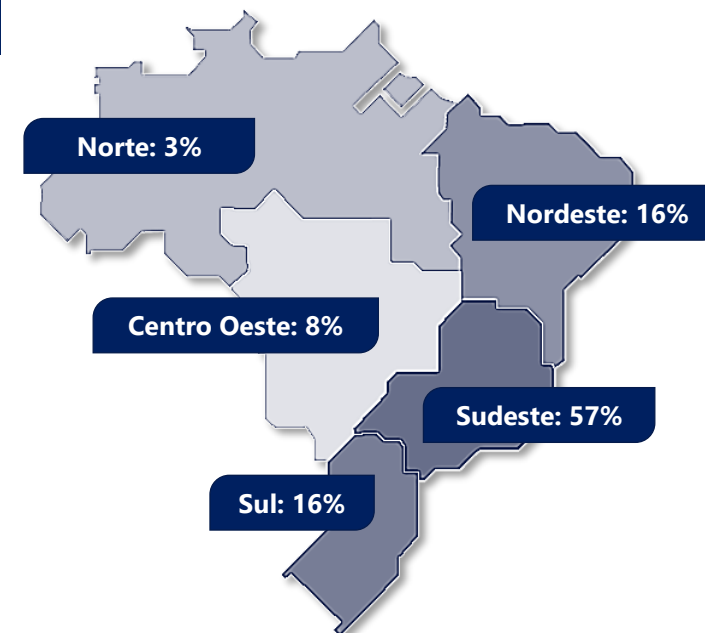 Norte: 3%
Nordeste: 16%
Centro Oeste: 8%
Sudeste: 57%
Sul: 16%